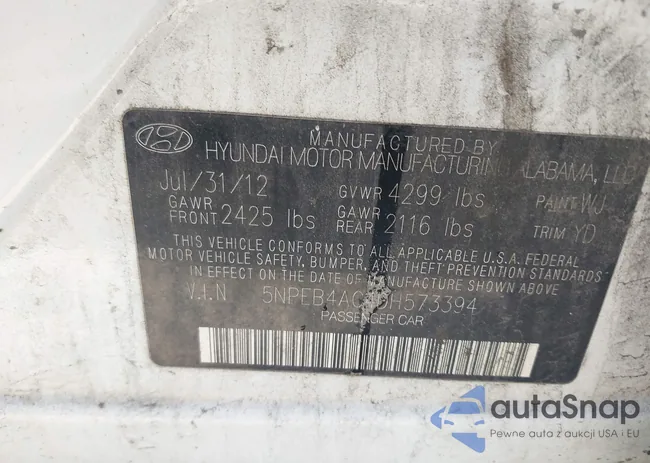 MANUFACTURED BY
HYUNDAI MOTOR MANUFACTURING ALABAMA, LLC
Jul/31/12 GVWR 4299 lbs PAINT WJ
GAWR FRONT 2425 lbs GAWR REAR 2116 lbs TRIM YD
THIS VEHICLE CONFORMS TO ALL APPLICABLE U.S.A. FEDERAL
MOTOR VEHICLE SAFETY, BUMPER, AND THEFT PREVENTION STANDARDS
IN EFFECT ON THE DATE OF MANUFACTURE SHOWN ABOVE
V.I.N
PASSENGER CAR
autaSnap
Pewne auta z aukcji USA i EU